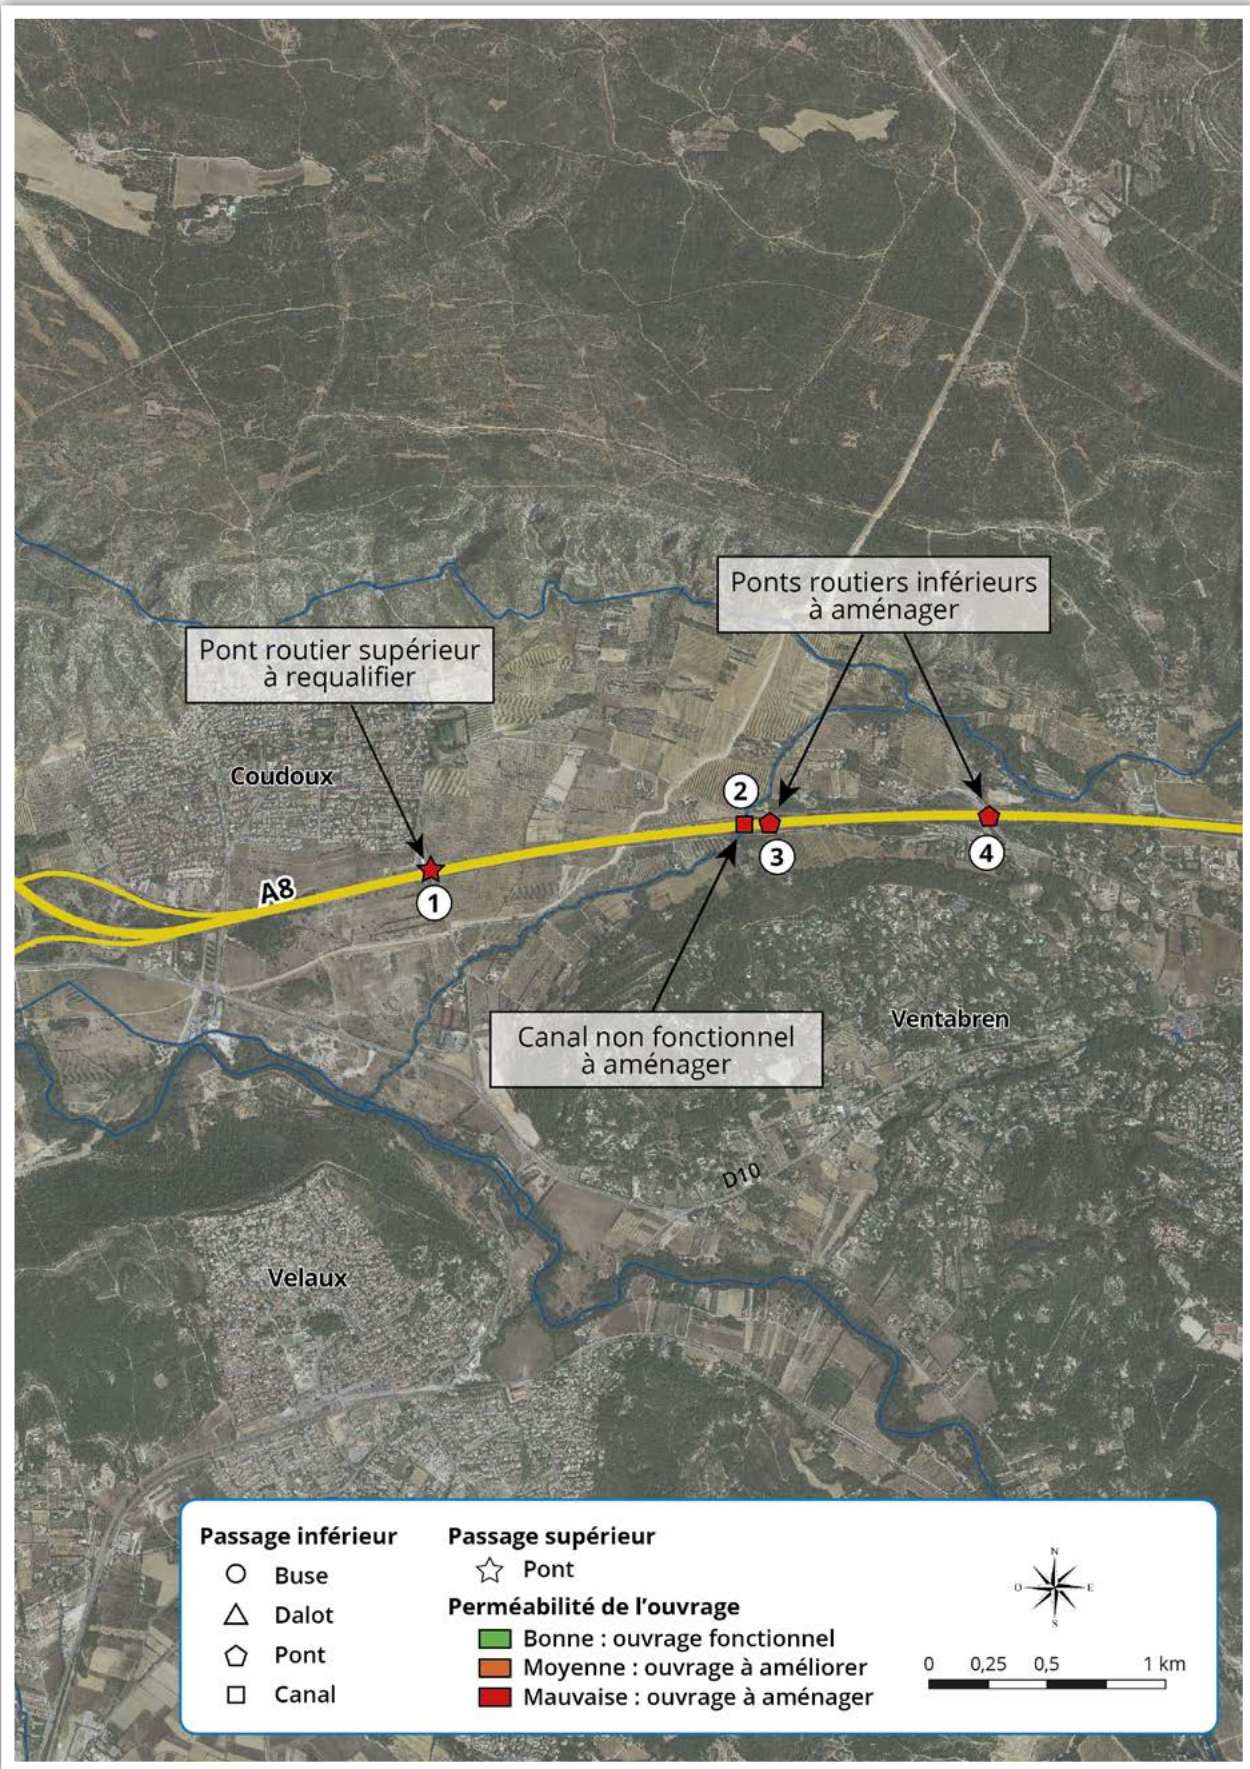 Ponts routiers inférieurs
à aménager
Pont routier supérieur
à requalifier
Coudoux
2
3
4
A8
1
Canal non fonctionnel
à aménager
Ventabren
D10
Velaux
Passage inférieur
Buse
Dalot
Pont
Canal
Passage supérieur
Pont
Perméabilité de l'ouvrage
Bonne : ouvrage fonctionnel
Moyenne : ouvrage à améliorer
Mauvaise : ouvrage à aménager
N
O
E
S
0 0,25 0,5 1 km